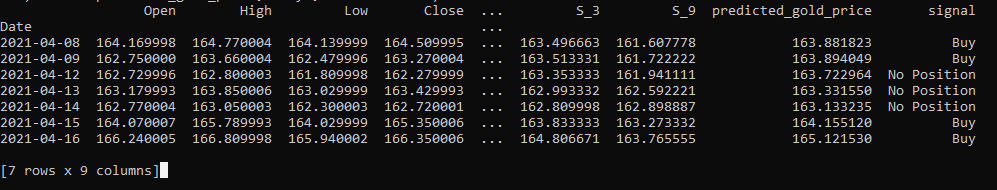 Open High Low Close ... S_3 S_9 predicted_gold_price signal
Date ...
2021-04-08 164.169998 164.770004 164.139999 164.509995 ... 163.496663 161.607778 163.881823 Buy
2021-04-09 162.750000 163.660004 162.479996 163.270004 ... 163.513331 161.722222 163.894049 Buy
2021-04-12 162.729996 162.800003 161.809998 162.279999 ... 163.353333 161.941111 163.722964 No Position
2021-04-13 163.179993 163.850006 163.029999 163.429993 ... 162.993332 162.592221 163.331550 No Position
2021-04-14 162.770004 163.050003 162.300003 162.720001 ... 162.809998 162.898887 163.133235 No Position
2021-04-15 164.070007 165.789993 164.029999 165.350006 ... 163.833333 163.273332 164.155120 Buy
2021-04-16 166.240005 166.809998 165.940002 166.350006 ... 164.806671 163.765555 165.121530 Buy
[7 rows x 9 columns]